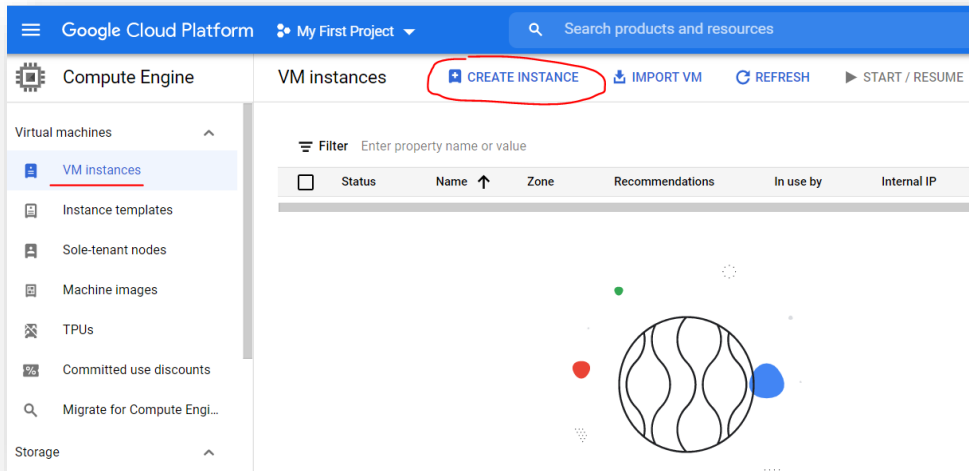 Google Cloud Platform My First Project Search products and resources
Compute Engine VM instances CREATE INSTANCE IMPORT VM REFRESH START / RESUME
Virtual machines
VM instances
Instance templates
Sole-tenant nodes
Machine images
TPUs
Committed use discounts
Migrate for Compute Engi...
Storage
Filter Enter property name or value
Status Name Zone Recommendations In use by Internal IP